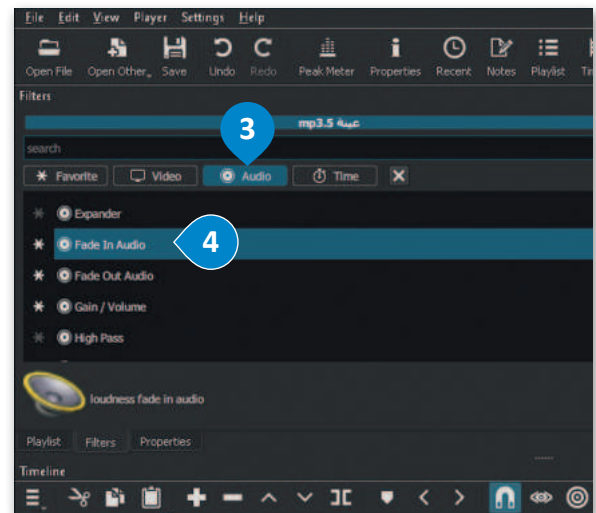 File Edit View Player Settings Help
Open File Open Other Save Undo Redo Peak Meter Properties Recent Notes Playlist
Filters
عينة mp3.5
3
search
Favorite Video Audio Time
Expander
Fade In Audio
4
Fade Out Audio
Gain / Volume
High Pass
loudness fade in audio
Playlist Filters Properties
Timeline